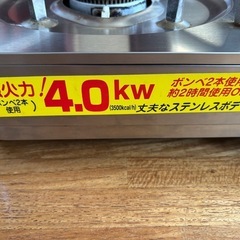 火力!
ンベ2本
使用)
4.0kw
(3500kcal/h)
ボンベ2本使用
約2時間使用O
丈夫なステンレスボデ